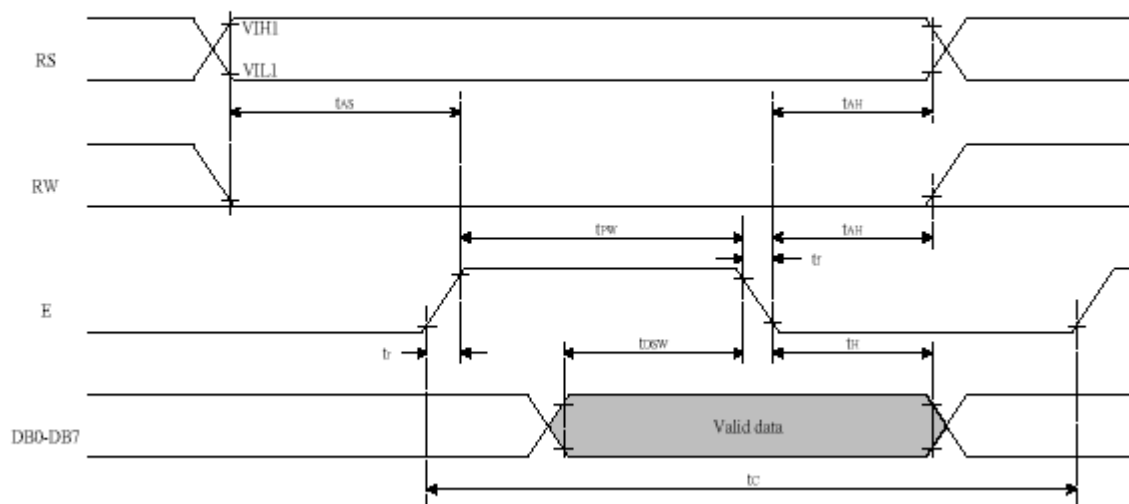 VIH1
RS
VIL1
tAS
tAH
RW
tPW
tAH
tf
E
tr
tDSW
tH
DB0-DB7
Valid data
tC